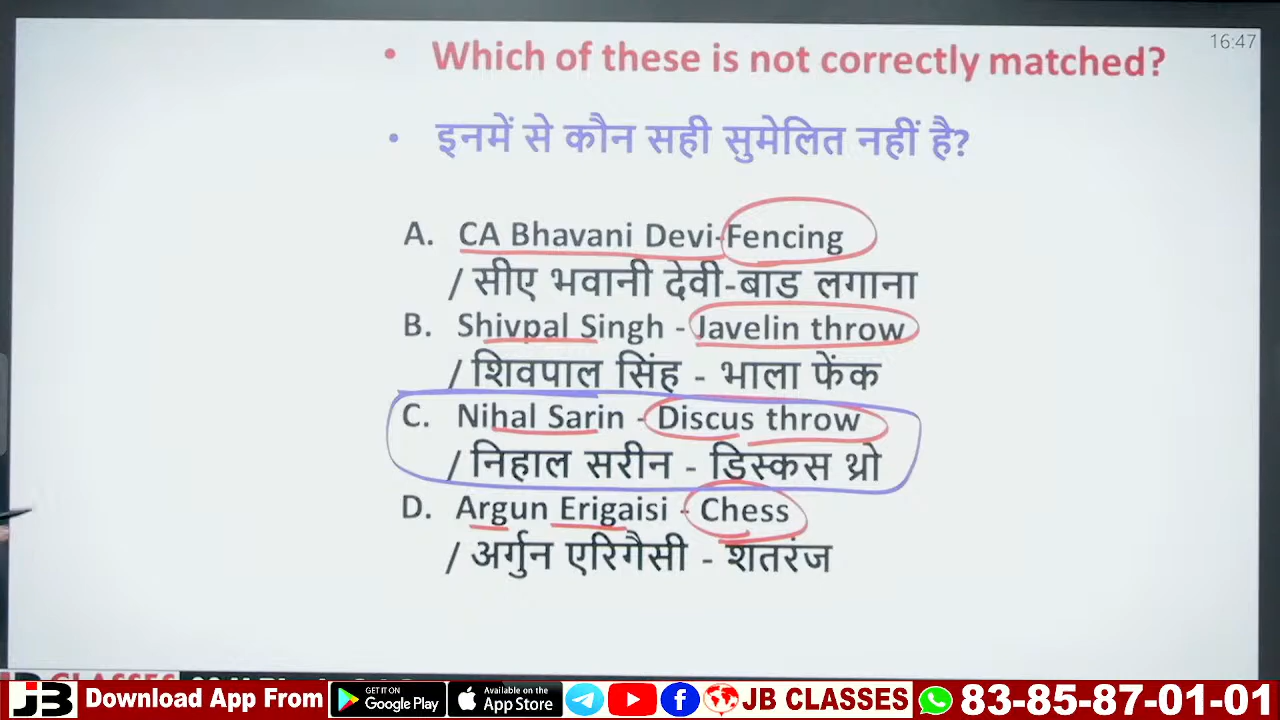 16:47
• Which of these is not correctly matched?
• इनमें से कौन सही सुमेलित नहीं है?
A. CA Bhavani Devi-Fencing
/ सीए भवानी देवी-बाड लगाना
B. Shivpal Singh - Javelin throw
/ शिवपाल सिंह - भाला फेंक
C. Nihal Sarin - Discus throw
/ निहाल सरीन - डिस्कस थ्रो
D. Argun Erigaisi - Chess
/ अर्गुन एरिगैसी - शतरंज
CLASSES
JB Download App From GET IT ON Google Play Available on the App Store JB CLASSES 83-85-87-01-01